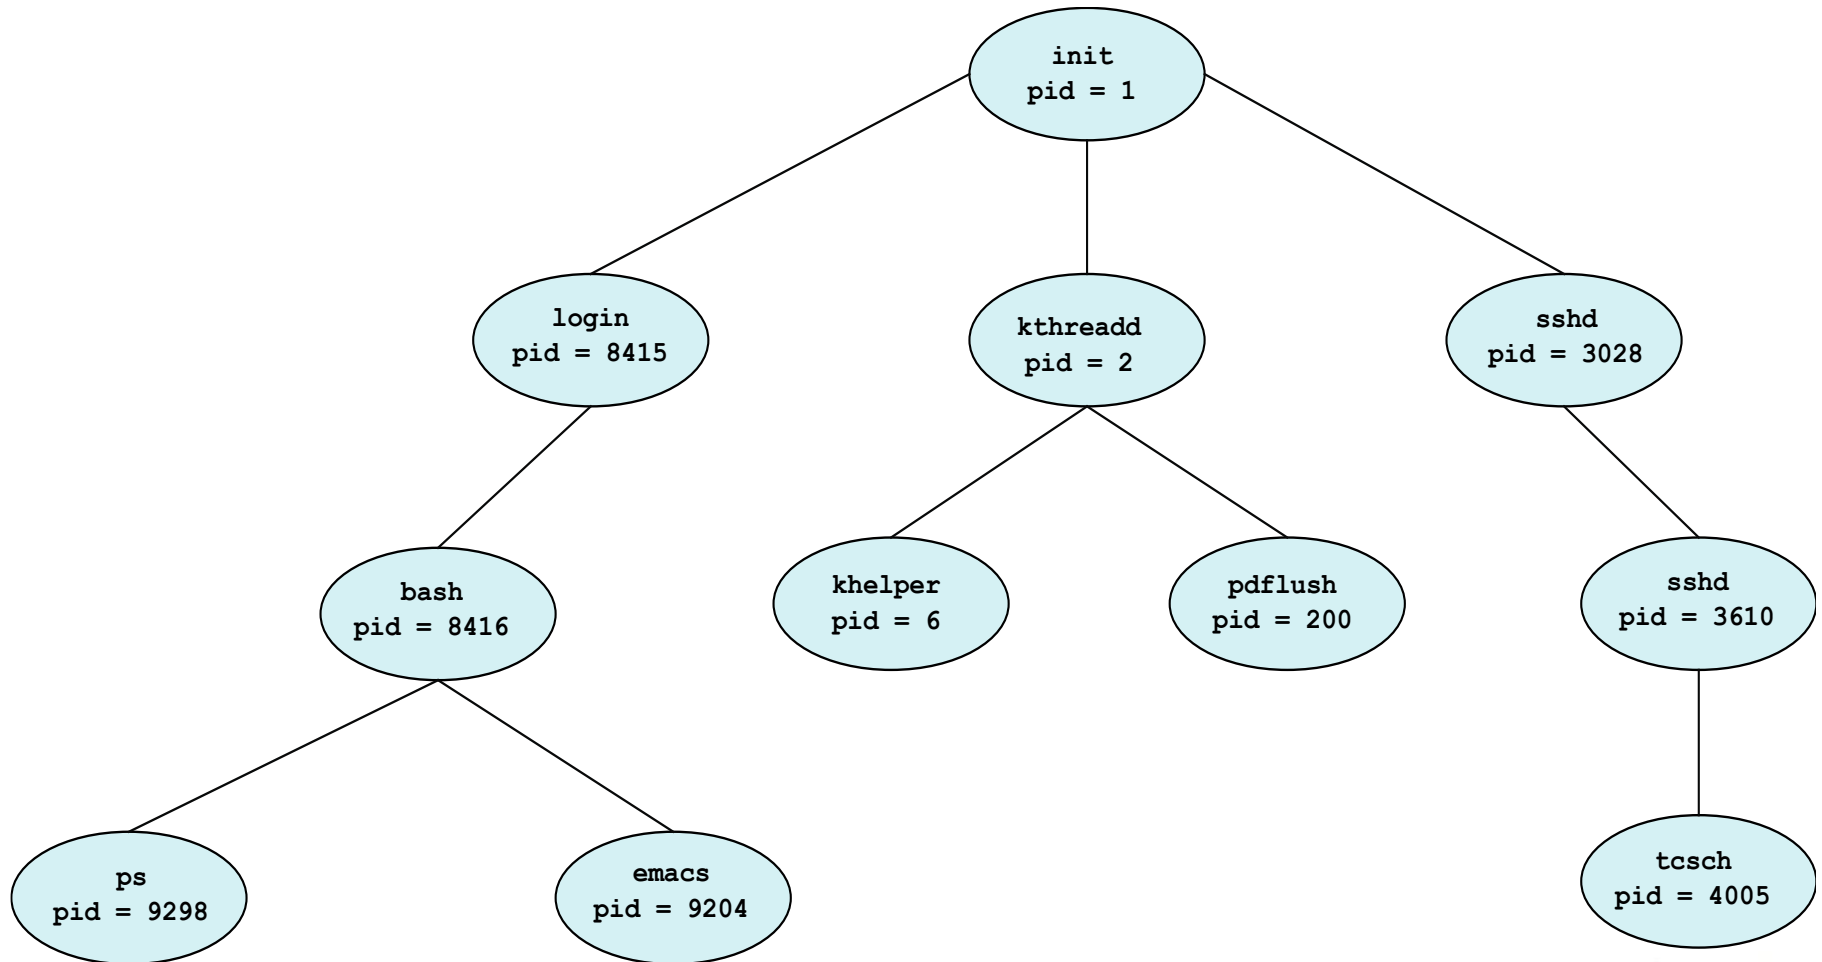 init
pid = 1
login
pid = 8415
kthreadd
pid = 2
sshd
pid = 3028
bash
pid = 8416
khelper
pid = 6
pdflush
pid = 200
sshd
pid = 3610
ps
pid = 9298
emacs
pid = 9204
tcsch
pid = 4005